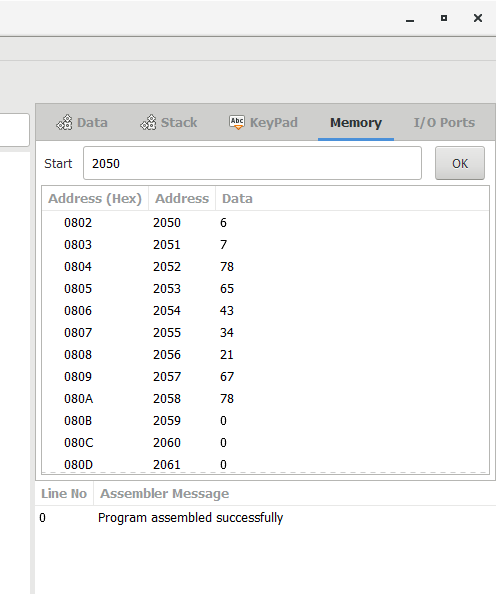 Data Stack Abc KeyPad Memory I/O Ports
Start 2050 OK
Address (Hex) Address Data
0802 2050 6
0803 2051 7
0804 2052 78
0805 2053 65
0806 2054 43
0807 2055 34
0808 2056 21
0809 2057 67
080A 2058 78
080B 2059 0
080C 2060 0
080D 2061 0
Line No Assembler Message
0 Program assembled successfully